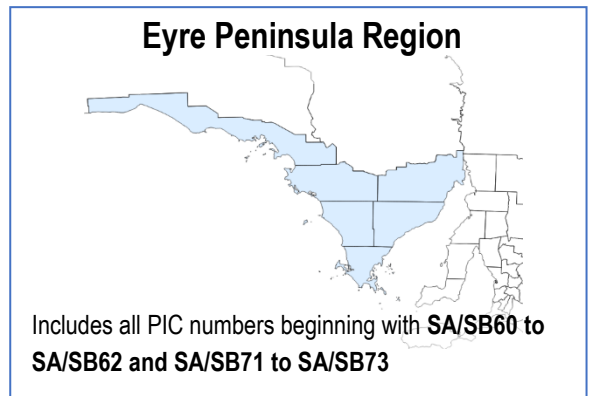 Eyre Peninsula Region
Includes all PIC numbers beginning with SA/SB60 to
SA/SB62 and SA/SB71 to SA/SB73